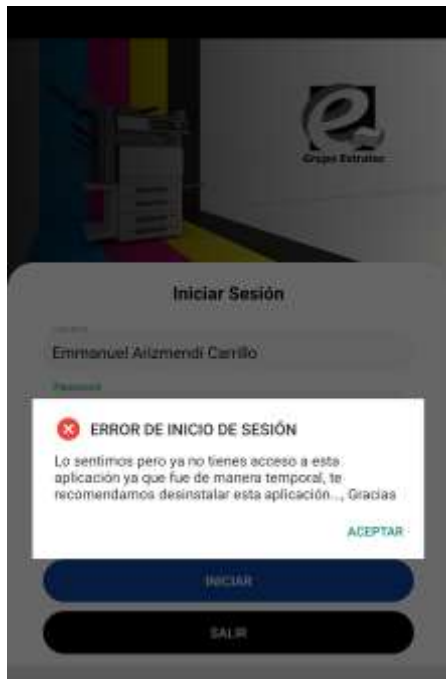 e
Grupo Estratec
Iniciar Sesión
Usuario
Emmanuel Arizmendi Carrillo
Password
ERROR DE INICIO DE SESIÓN
Lo sentimos pero ya no tienes acceso a esta
aplicación ya que fue de manera temporal, te
recomendamos desinstalar esta aplicación..., Gracias
ACEPTAR
INICIAR
SALIR